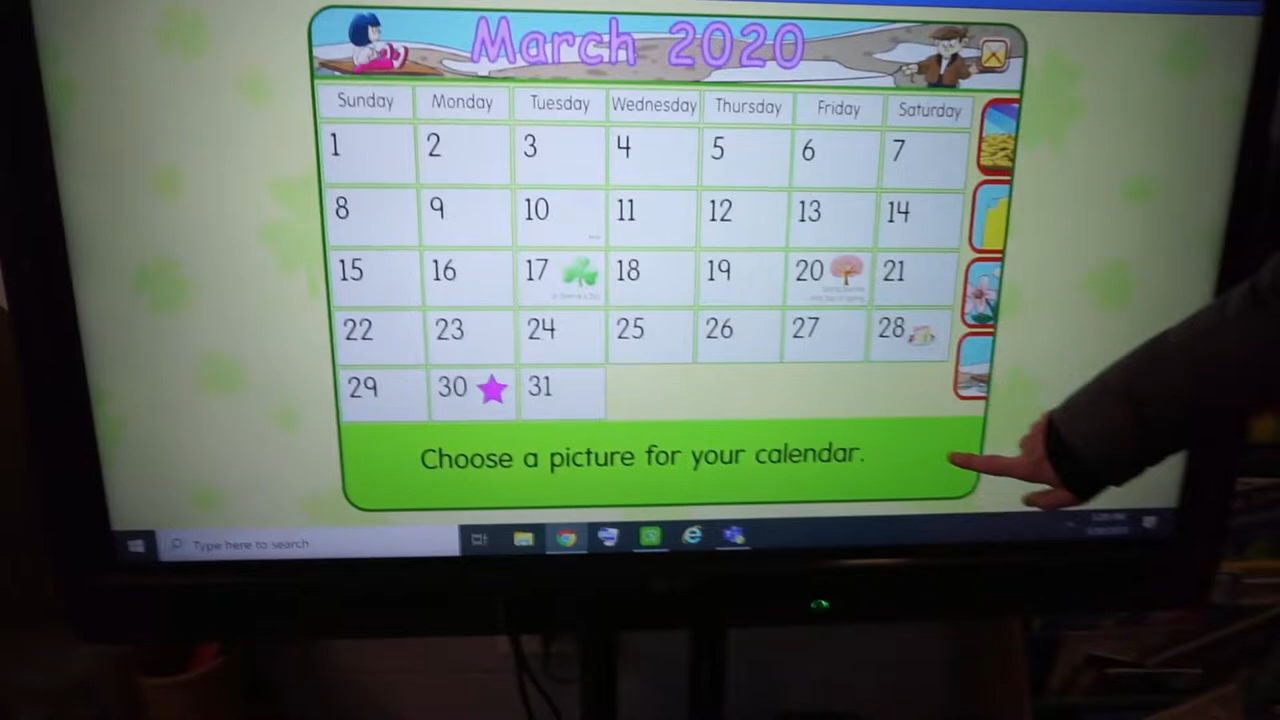 March 2020
Sunday Monday Tuesday Wednesday Thursday Friday Saturday
1 2 3 4 5 6 7
8 9 10 11 12 13 14
15 16 17 18 19 20 21
22 23 24 25 26 27 28
29 30 31
Choose a picture for your calendar.
Type here to search